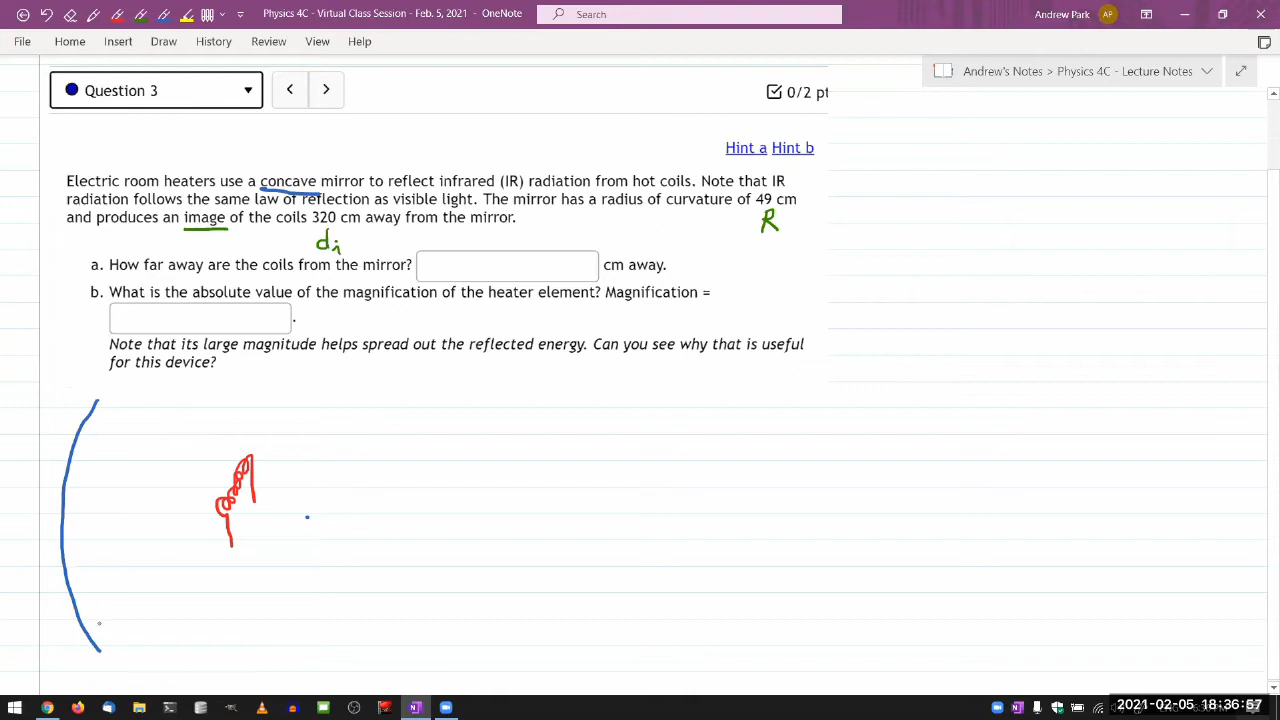 Physics 4C - Lecture Notes - Campus, Feb 5, 2021 - OneNote
Search
Andrew Park
AP
File Home Insert Draw History Review View Help
Andrew's Notes > Physics 4C - Lecture Notes
Question 3
0/2 pt
Hint a Hint b
Electric room heaters use a concave mirror to reflect infrared (IR) radiation from hot coils. Note that IR
radiation follows the same law of reflection as visible light. The mirror has a radius of curvature of 49 cm
and produces an image of the coils 320 cm away from the mirror.
R
di
a. How far away are the coils from the mirror? cm away.
b. What is the absolute value of the magnification of the heater element? Magnification =
.
Note that its large magnitude helps spread out the reflected energy. Can you see why that is useful
for this device?
2021-02-05 18:36:57